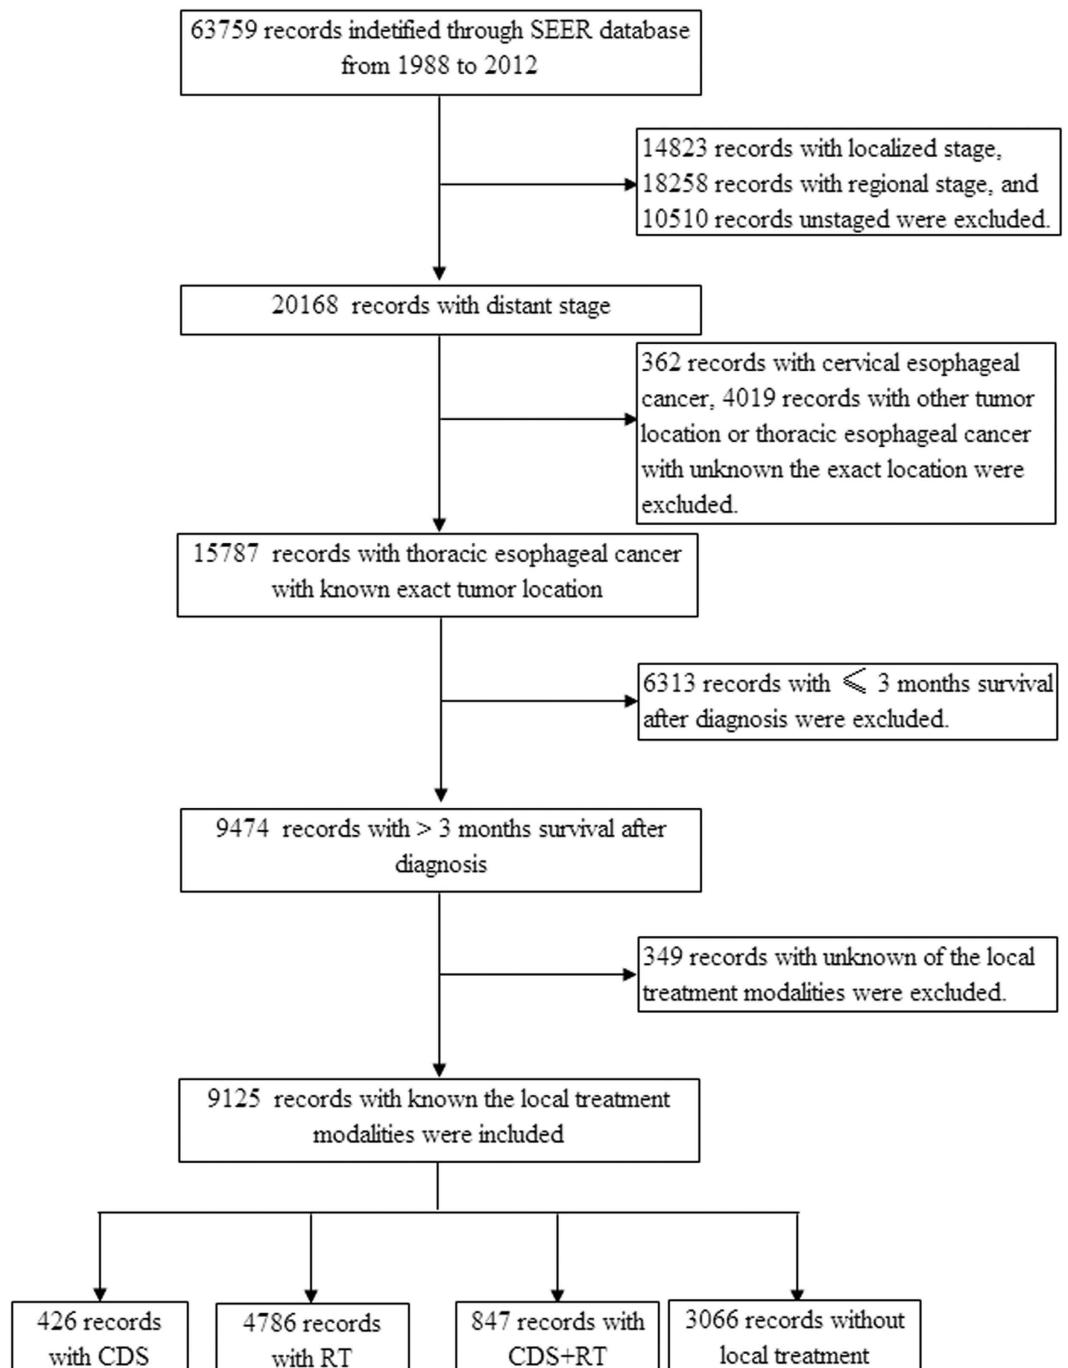 63759 records indetified through SEER database
from 1988 to 2012
14823 records with localized stage,
18258 records with regional stage, and
10510 records unstaged were excluded.
20168 records with distant stage
362 records with cervical esophageal
cancer, 4019 records with other tumor
location or thoracic esophageal cancer
with unknown the exact location were
excluded.
15787 records with thoracic esophageal cancer
with known exact tumor location
6313 records with ⩽ 3 months survival
after diagnosis were excluded.
9474 records with > 3 months survival after
diagnosis
349 records with unknown of the local
treatment modalities were excluded.
9125 records with known the local treatment
modalities were included
426 records
with CDS
4786 records
with RT
847 records with
CDS+RT
3066 records without
local treatment